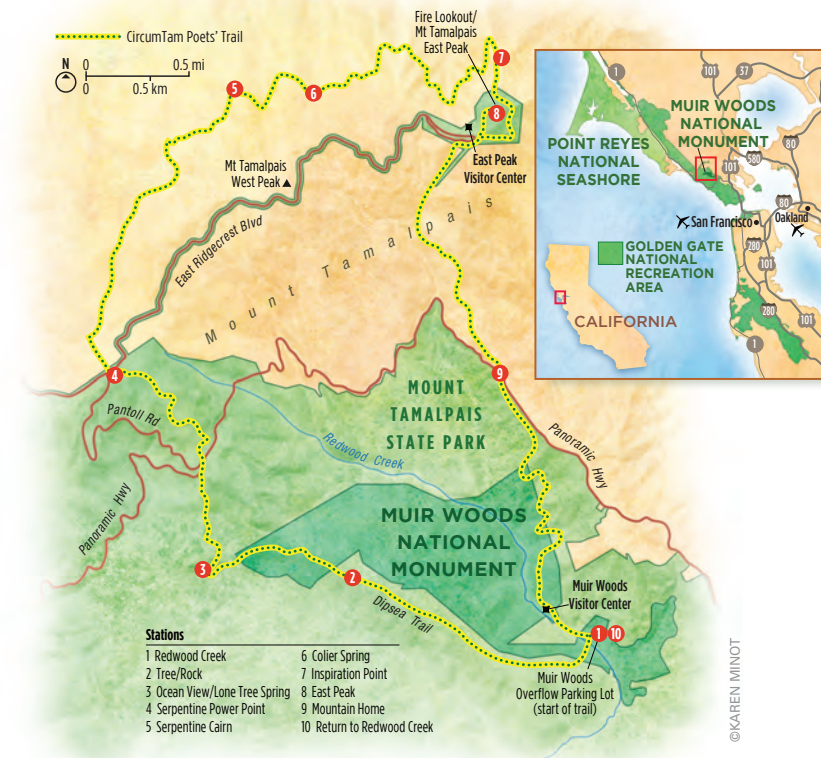 CircumTam Poets' Trail
N
0 0.5 mi
0 0.5 km
Fire Lookout/
Mt Tamalpais
East Peak
7
5
6
8
East Peak
Visitor Center
Mt Tamalpais
West Peak
East Ridgecrest Blvd
Mount Tamalpais
4
9
Pantoll Rd
MOUNT
TAMALPAIS
STATE PARK
Panoramic Hwy
Redwood Creek
Panoramic Hwy
MUIR WOODS
NATIONAL
MONUMENT
3
2
Dipsea Trail
Muir Woods
Visitor Center
1 10
Muir Woods
Overflow Parking Lot
(start of trail)
Stations
1 Redwood Creek
2 Tree/Rock
3 Ocean View/Lone Tree Spring
4 Serpentine Power Point
5 Serpentine Cairn
6 Colier Spring
7 Inspiration Point
8 East Peak
9 Mountain Home
10 Return to Redwood Creek
1
101
37
MUIR WOODS
NATIONAL
MONUMENT
POINT REYES
NATIONAL
SEASHORE
80
580
101
80
San Francisco
Oakland
280
101
GOLDEN GATE
NATIONAL
RECREATION
AREA
280
101
1
CALIFORNIA
©KAREN MINOT